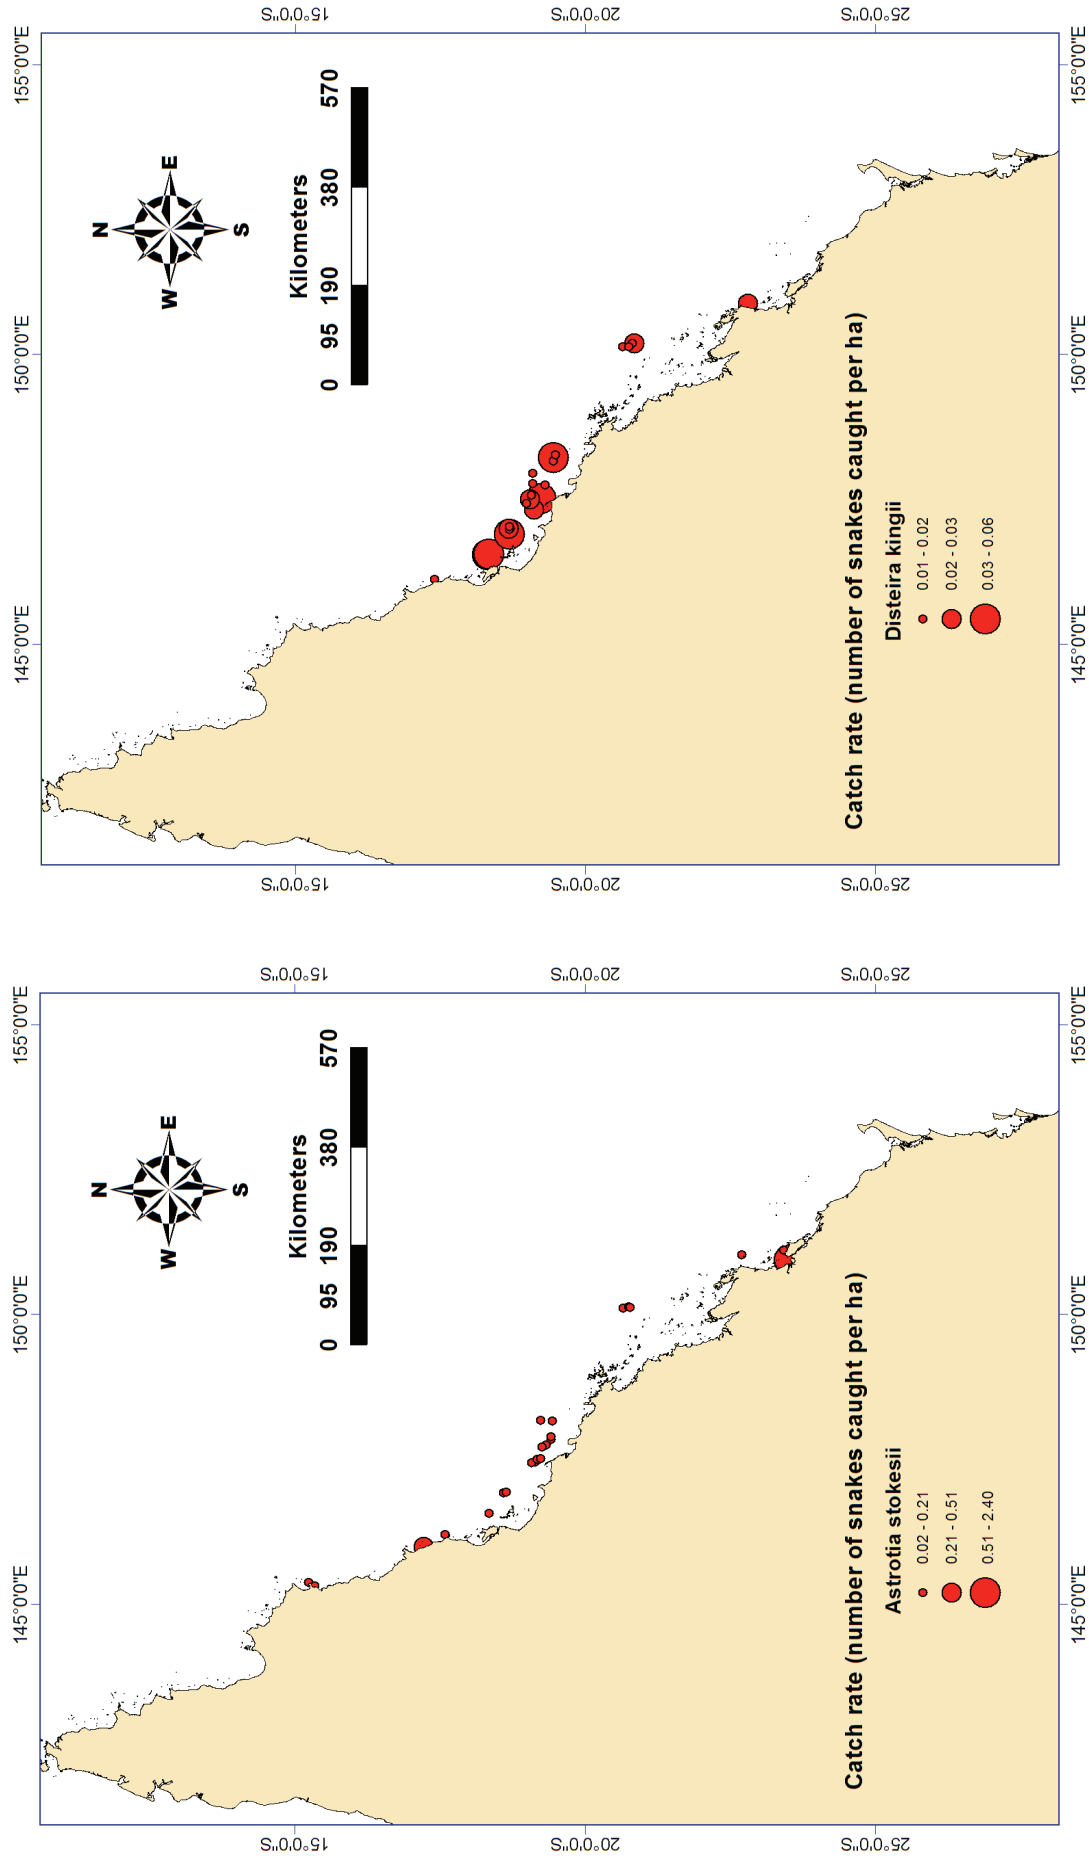 145°0'0"E
150°0'0"E
155°0'0"E
15°0'0"S
20°0'0"S
25°0'0"S
15°0'0"S
20°0'0"S
25°0'0"S
145°0'0"E
150°0'0"E
155°0'0"E
N
W
E
S
Kilometers
0 95 190 380 570
Catch rate (number of snakes caught per ha)
Astrotia stokesii
0.02 - 0.21
0.21 - 0.51
0.51 - 2.40
145°0'0"E
150°0'0"E
155°0'0"E
15°0'0"S
20°0'0"S
25°0'0"S
15°0'0"S
20°0'0"S
25°0'0"S
145°0'0"E
150°0'0"E
155°0'0"E
N
W
E
S
Kilometers
0 95 190 380 570
Catch rate (number of snakes caught per ha)
Disteira kingii
0.01 - 0.02
0.02 - 0.03
0.03 - 0.06